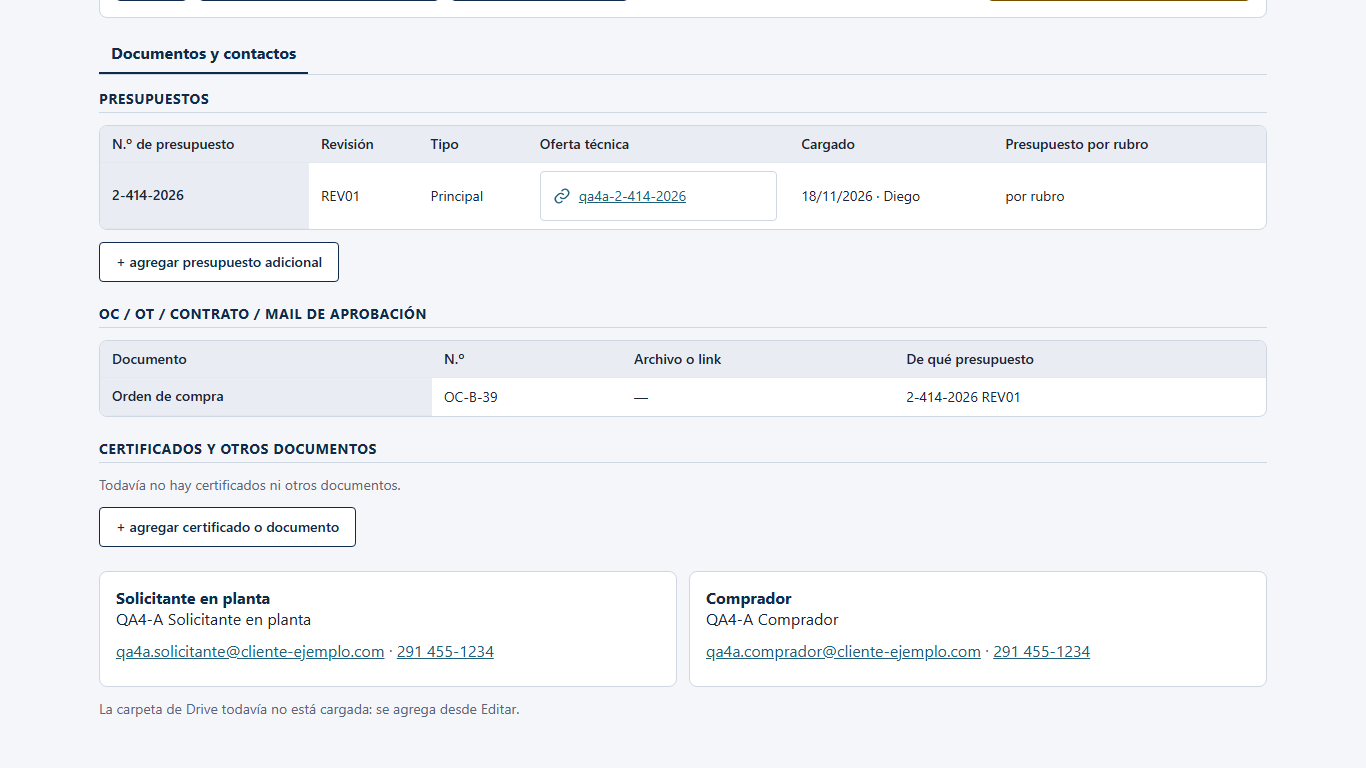 Documentos y contactos
PRESUPUESTOS
N.º de presupuesto Revisión Tipo Oferta técnica Cargado Presupuesto por rubro
2-414-2026 REV01 Principal qa4a-2-414-2026 18/11/2026 · Diego por rubro
+ agregar presupuesto adicional
OC / OT / CONTRATO / MAIL DE APROBACIÓN
Documento N.º Archivo o link De qué presupuesto
Orden de compra OC-B-39 — 2-414-2026 REV01
CERTIFICADOS Y OTROS DOCUMENTOS
Todavía no hay certificados ni otros documentos.
+ agregar certificado o documento
Solicitante en planta
QA4-A Solicitante en planta
qa4a.solicitante@cliente-ejemplo.com · 291 455-1234
Comprador
QA4-A Comprador
qa4a.comprador@cliente-ejemplo.com · 291 455-1234
La carpeta de Drive todavía no está cargada: se agrega desde Editar.